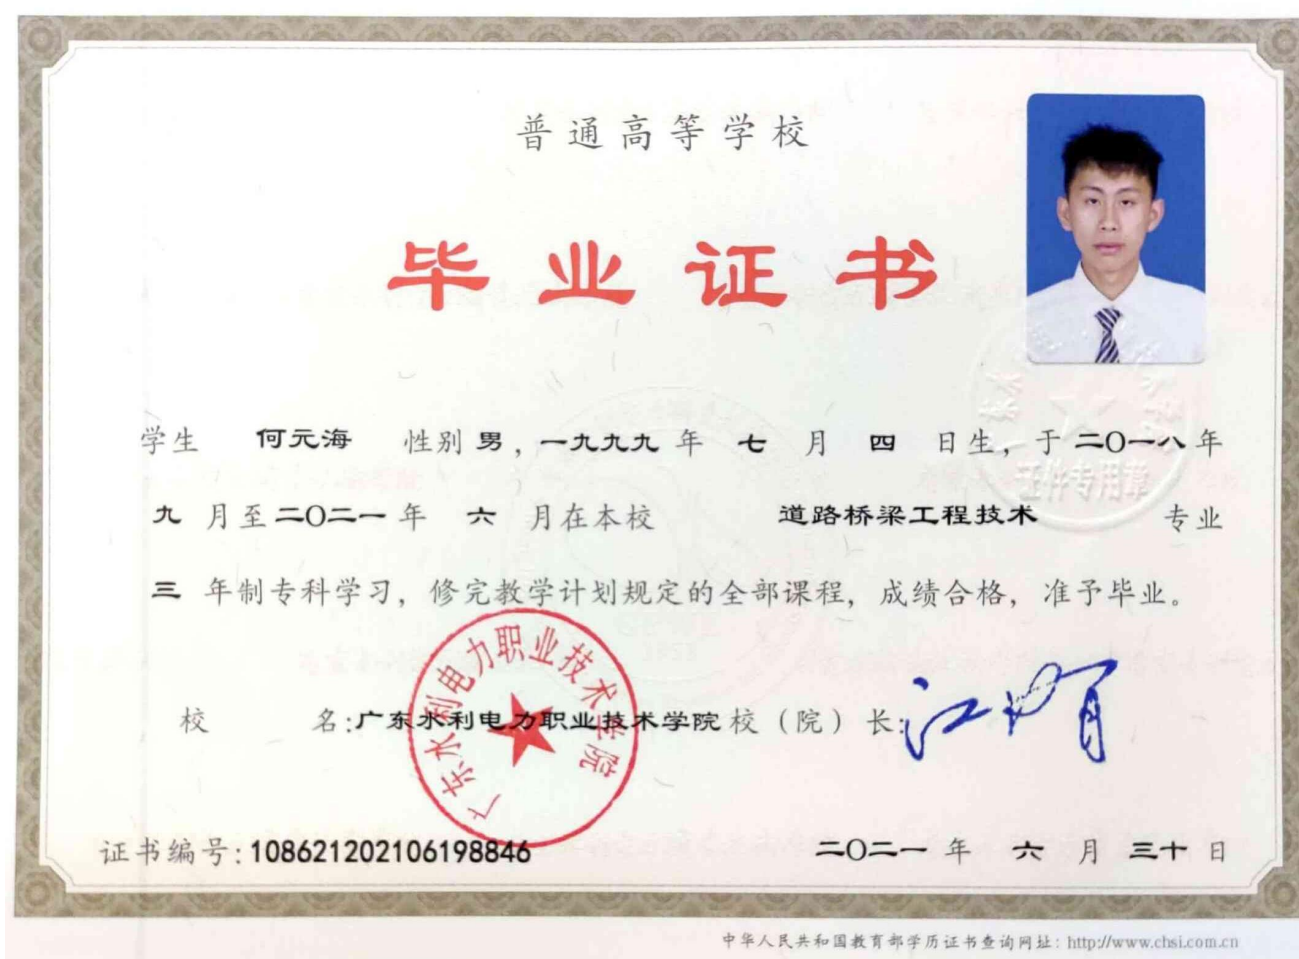 普通高等学校
毕业证书
学生 何元海 性别 男，一九九九 年 七 月 四 日生，于 二〇一八 年
九 月至 二〇二一 年 六 月在本校 道路桥梁工程技术 专业
三 年制专科学习，修完教学计划规定的全部课程，成绩合格，准予毕业。
广东水利电力职业技术学院
校 名：广东水利电力职业技术学院 校（院）长：
证件专用章
证书编号：108621202106198846 二〇二一 年 六 月 三十 日
中华人民共和国教育部学历证书查询网址：http://www.chsi.com.cn